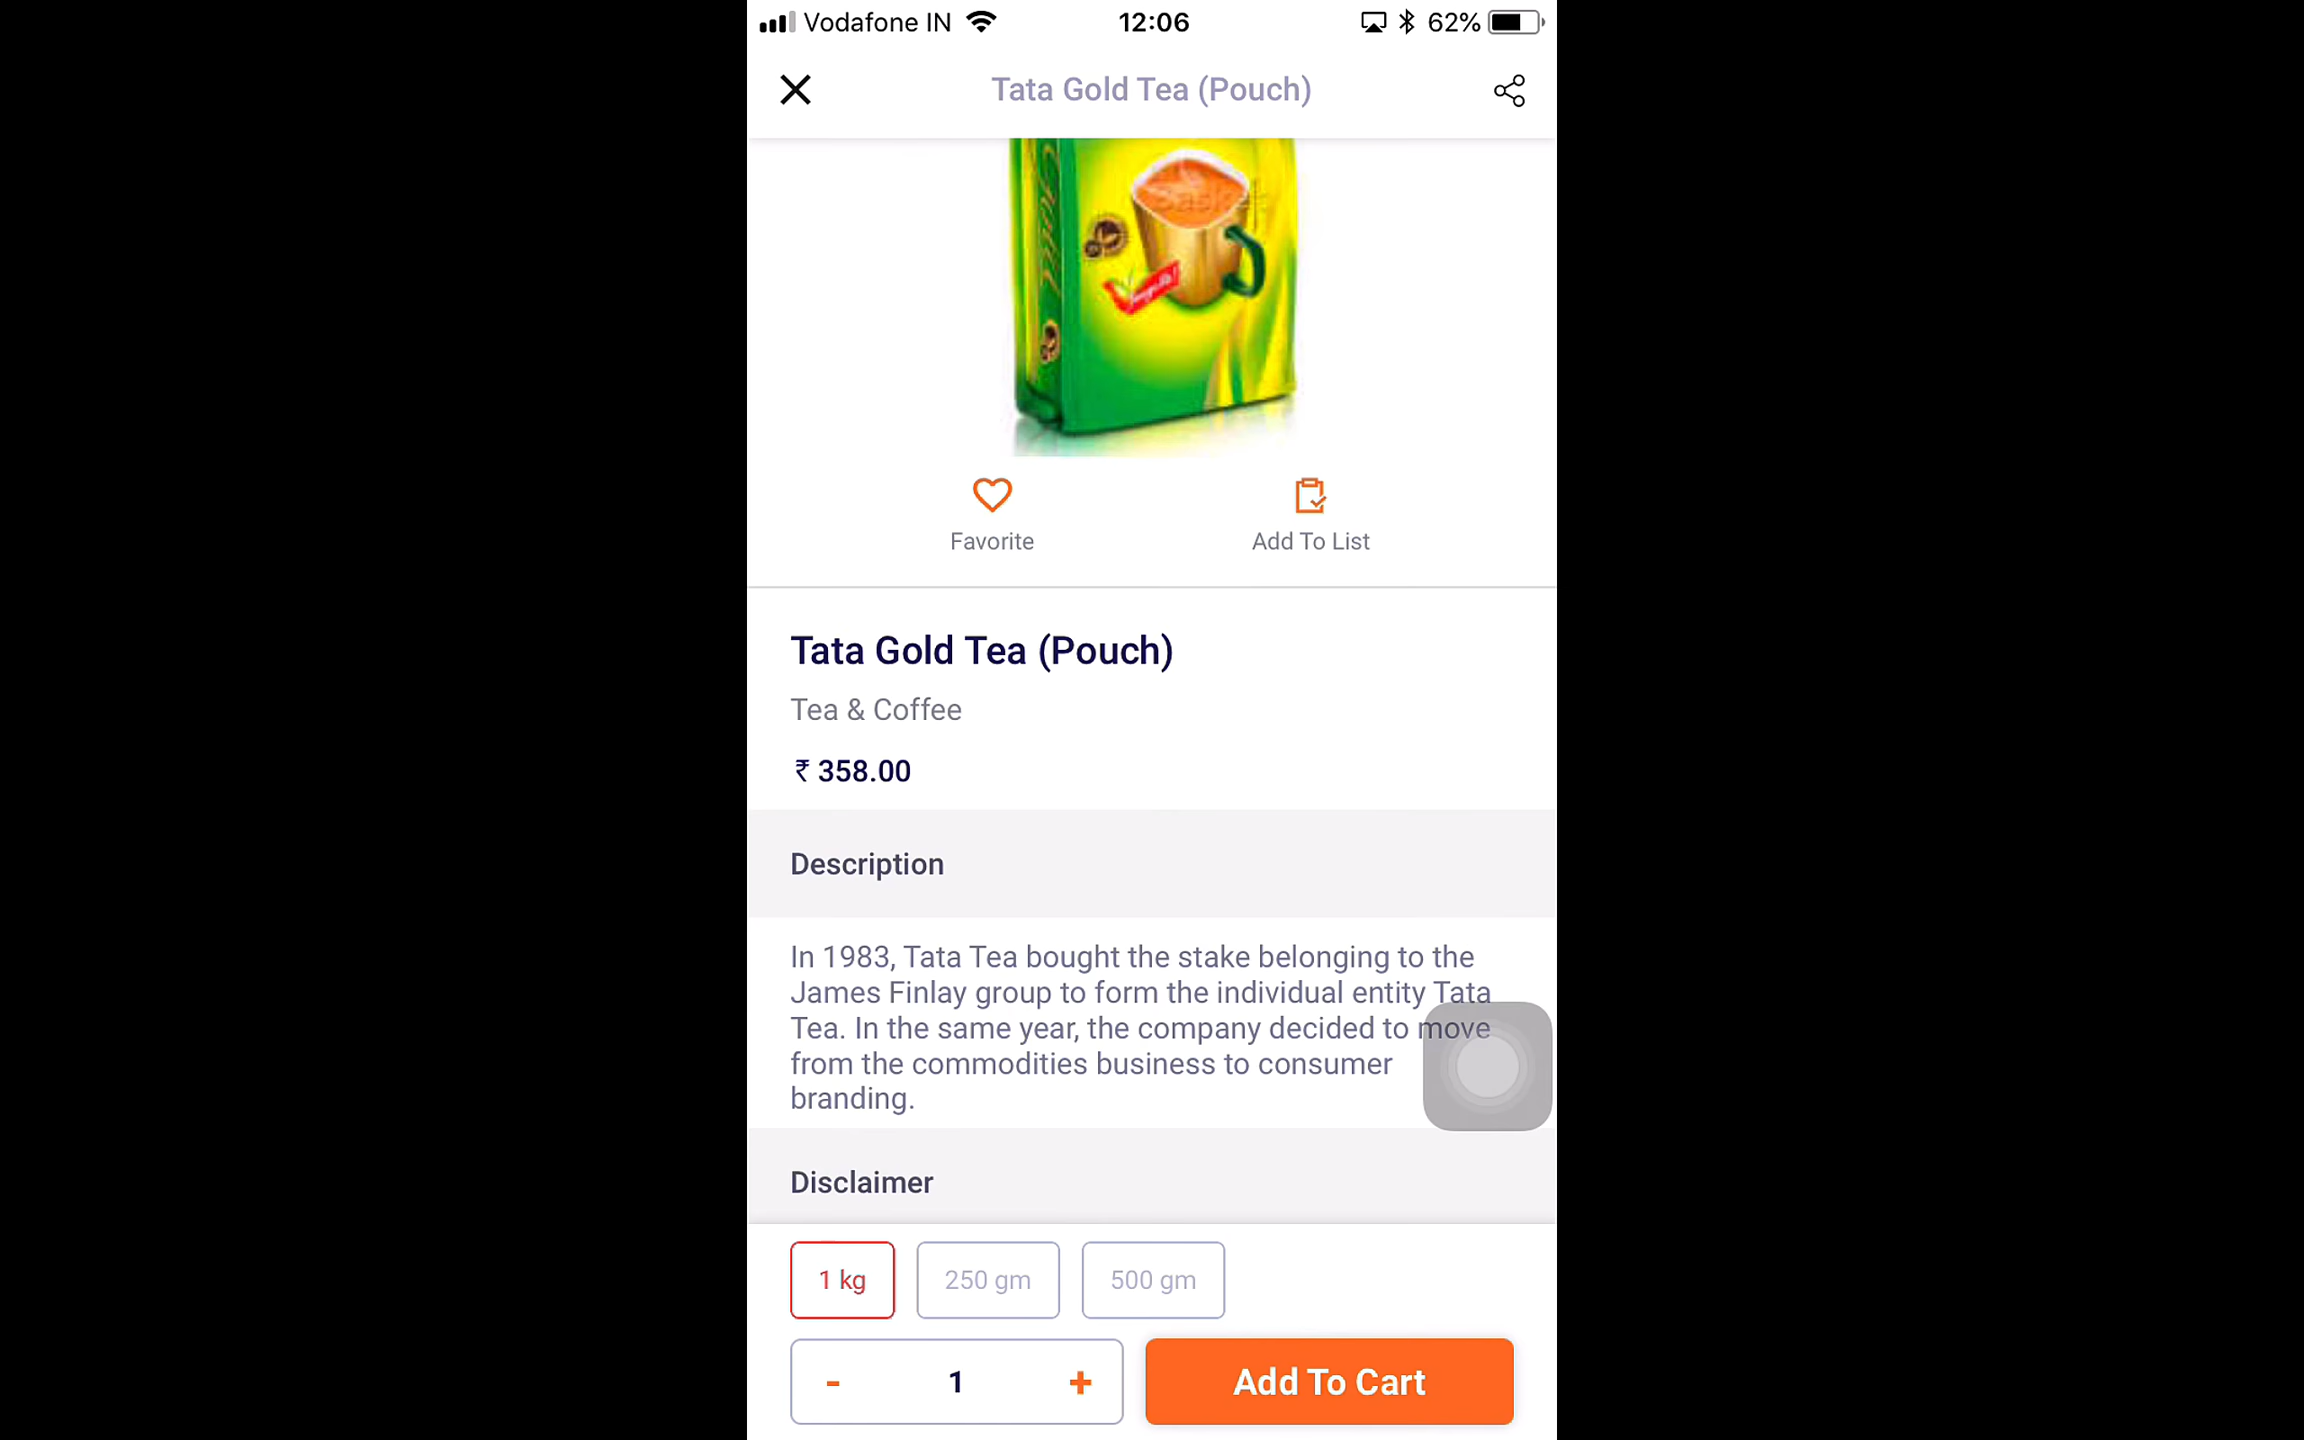 Vodafone IN 12:06 62%
Tata Gold Tea (Pouch)
Favorite Add To List
Tata Gold Tea (Pouch)
Tea & Coffee
₹ 358.00
Description
In 1983, Tata Tea bought the stake belonging to the
James Finlay group to form the individual entity Tata
Tea. In the same year, the company decided to move
from the commodities business to consumer
branding.
Disclaimer
1 kg 250 gm 500 gm
- 1 + Add To Cart